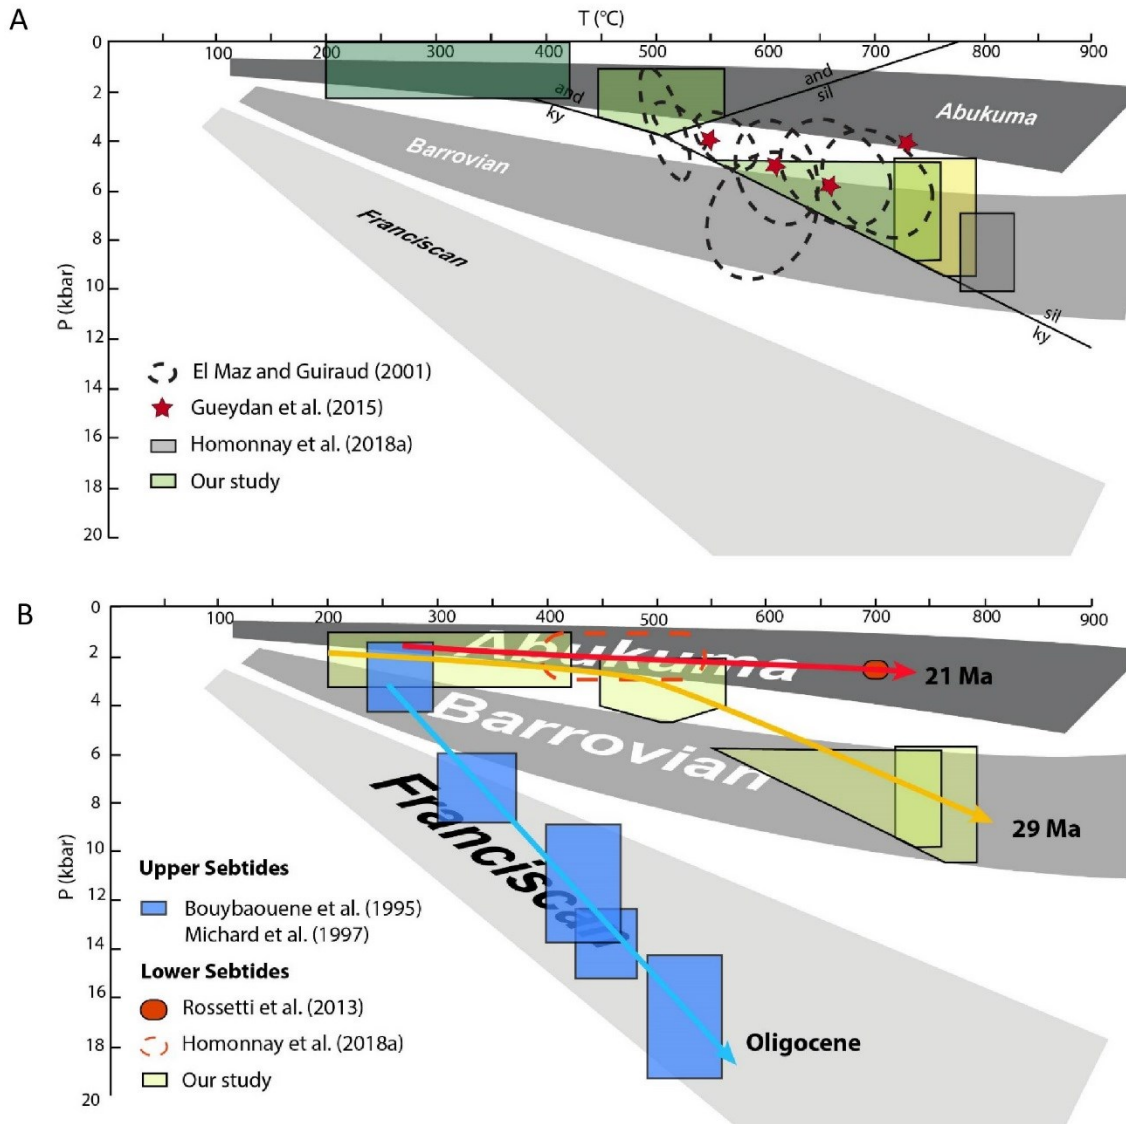 A
T (°C)
0 100 200 300 400 500 600 700 800 900
2
4
6
8
10
12
14
16
18
20
P (kbar)
and
sil
and
ky
sil
ky
Abukuma
Barrovian
Franciscan
El Maz and Guiraud (2001)
Gueydan et al. (2015)
Homonnay et al. (2018a)
Our study
B
0 100 200 300 400 500 600 700 800 900
2
4
6
8
10
12
14
16
18
20
P (kbar)
Abukuma
Barrovian
Franciscan
21 Ma
29 Ma
Oligocene
Upper Sebtides
Bouybaouene et al. (1995)
Michard et al. (1997)
Lower Sebtides
Rossetti et al. (2013)
Homonnay et al. (2018a)
Our study